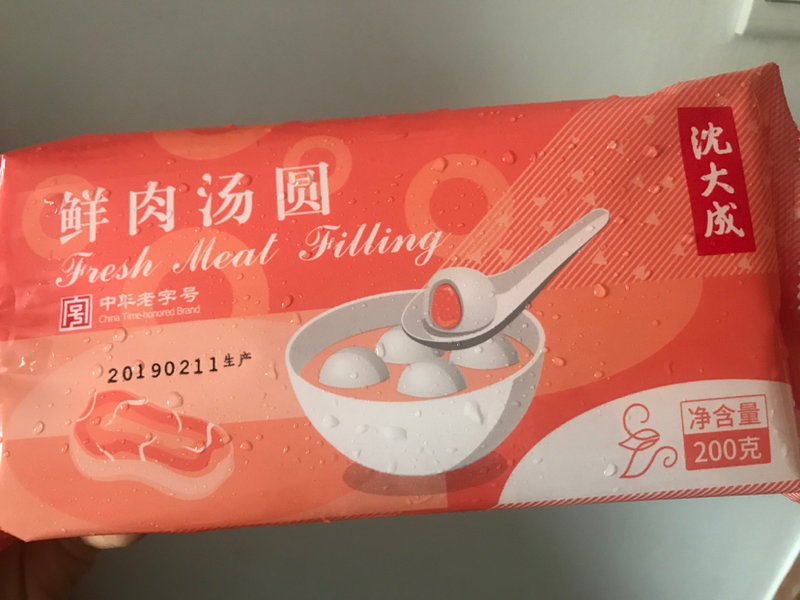 鲜肉汤圆
Fresh Meat Filling
中华老字号
China Time-honored Brand
20190211生产
沈大成
净含量
200克